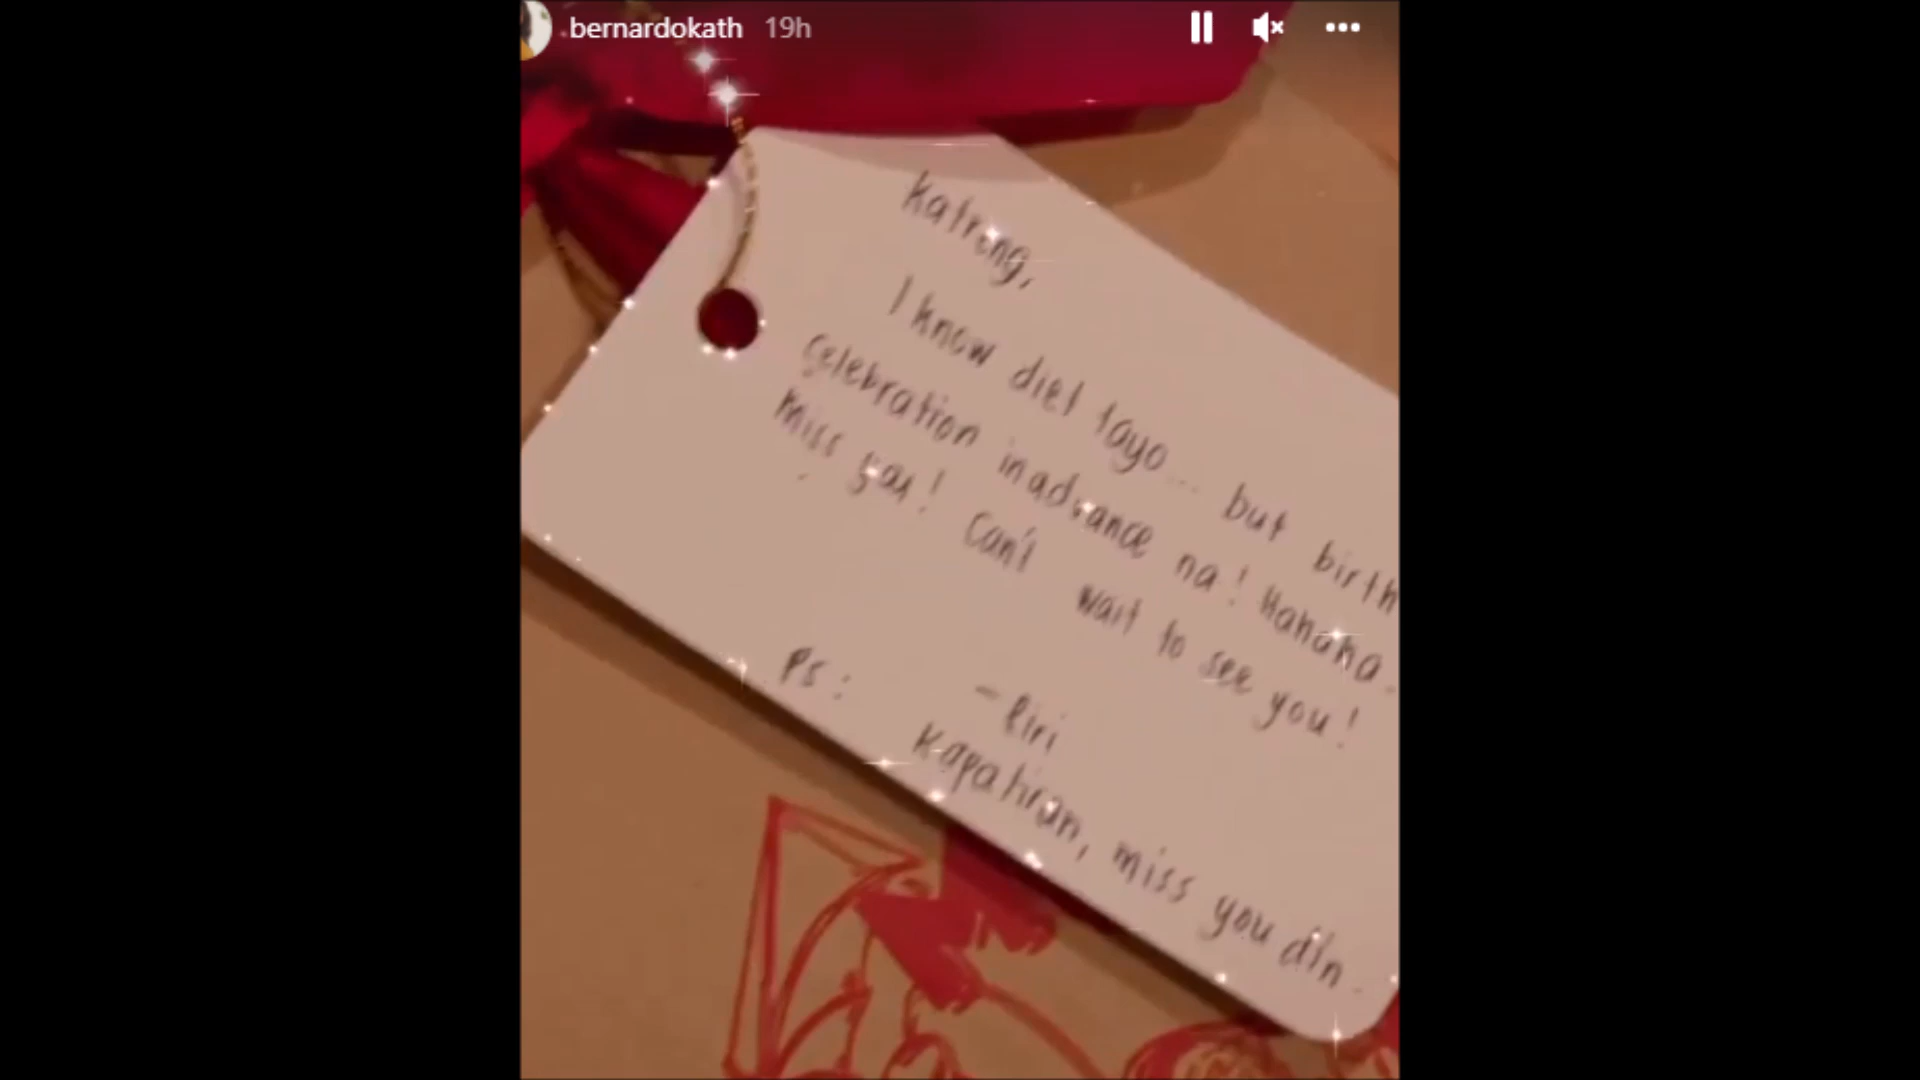 bernardokath 19h
Katreng,
I know diet tayo... but birth
celebration in advance na! Hahaha.
Miss you! Can't wait to see you!
- Riri
Ps:
Kapatiran, miss you din.